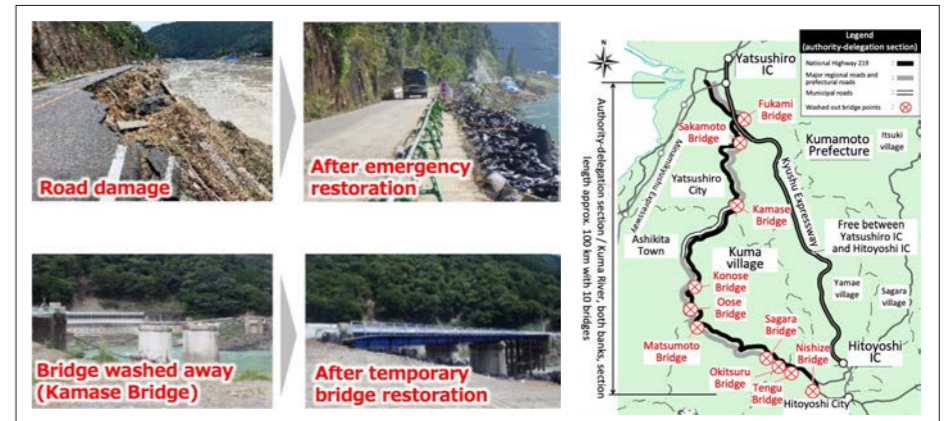 Road damage
After emergency
restoration
Bridge washed away
(Kamase Bridge)
After temporary
bridge restoration
Authority-delegation section / Kuma River, both banks, section
length approx. 100 km with 10 bridges
N
Legend
(authority-delegation section)
National Highway 219 :
Major regional roads and
prefectural roads :
Municipal roads :
Washed out bridge points :
Yatsushiro
IC
Fukami
Bridge
Sakamoto
Bridge
Kumamoto
Prefecture
Itsuki
village
Minamikyushu Expressway
Kyushu Expressway
Yatsushiro
City
Kamase
Bridge
Ashikita
Town
Free between
Yatsushiro IC
and Hitoyoshi IC
Kuma
village
Konose
Bridge
Yamae
village
Sagara
village
Oose
Bridge
Sagara
Bridge
Matsumoto
Bridge
Nishize
Bridge
Hitoyoshi
IC
Okitsuru
Bridge
Tengu
Bridge
Hitoyoshi City